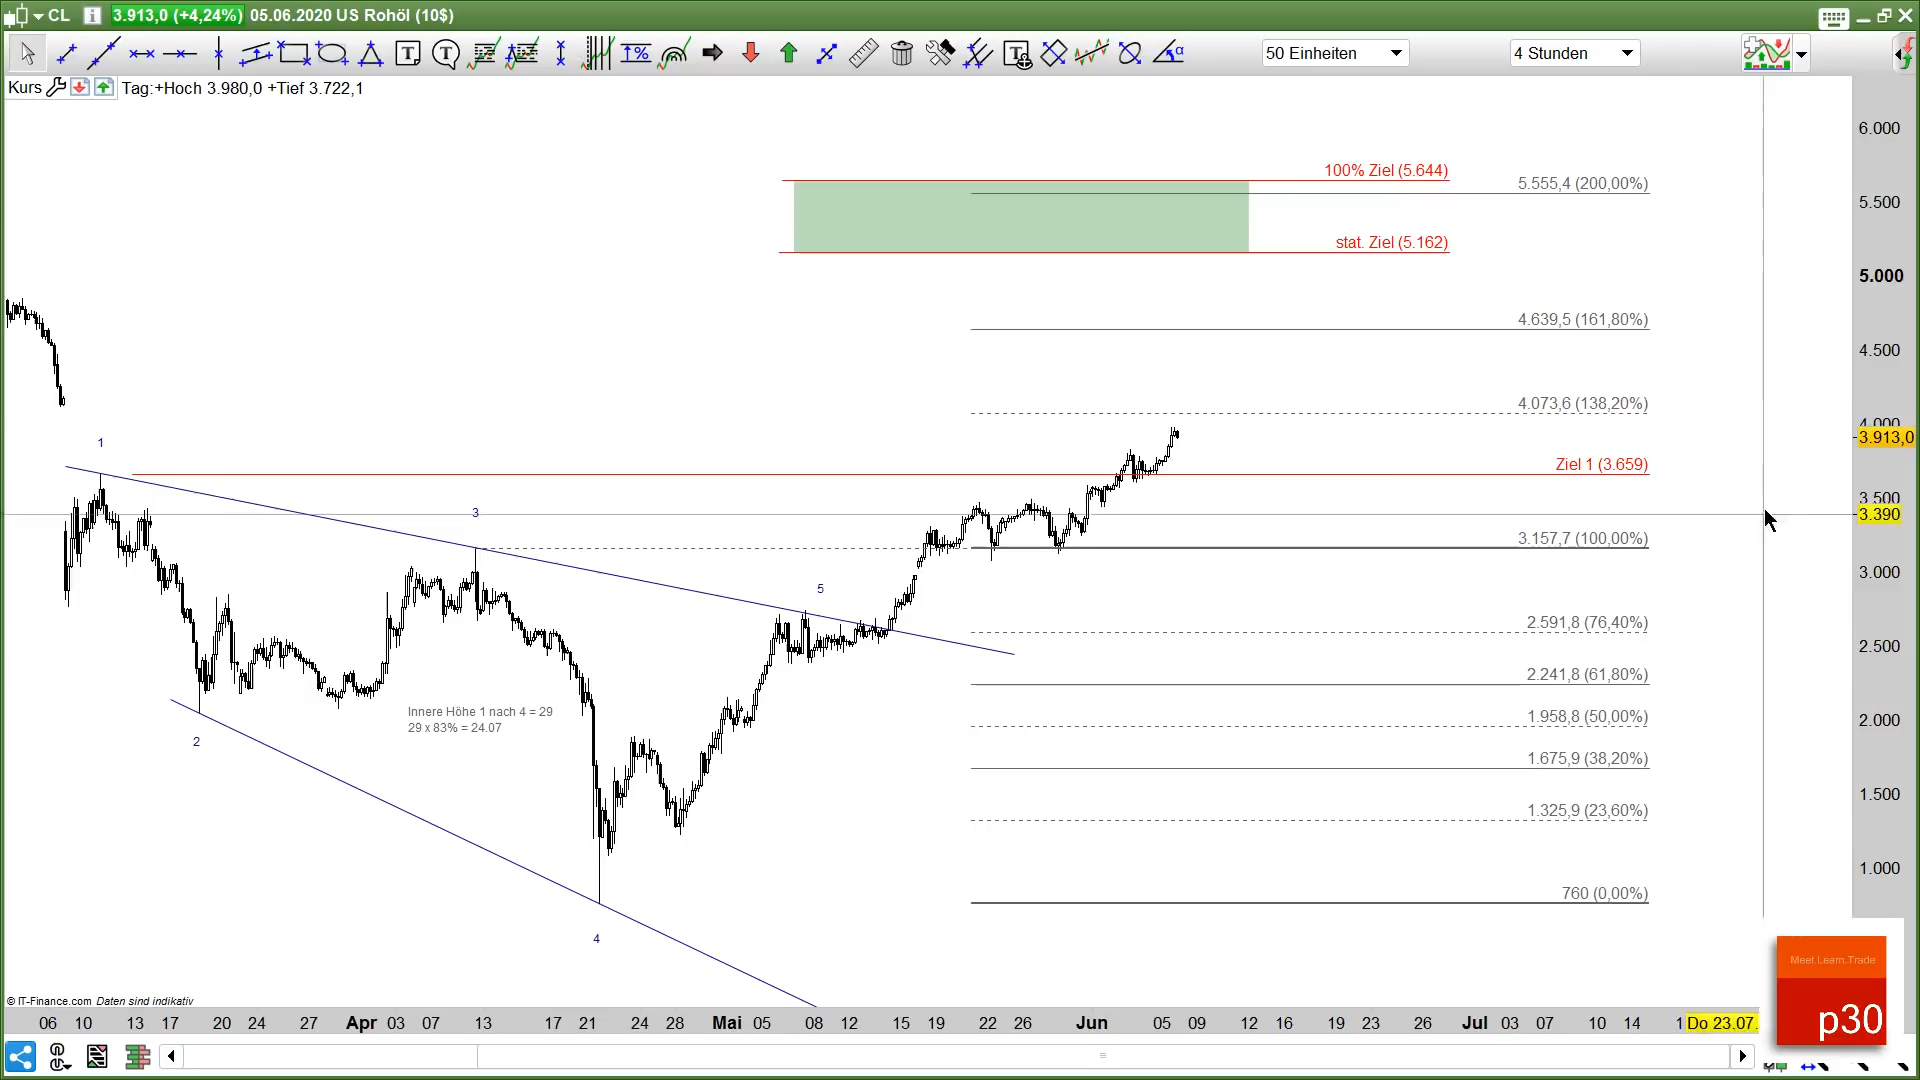 CL 3.913,0 (+4,24%) 05.06.2020 US Rohöl (10$)
50 Einheiten
4 Stunden
Kurs Tag:+Hoch 3.980,0 +Tief 3.722,1
6.000
100% Ziel (5.644)
5.555,4 (200,00%)
5.500
stat. Ziel (5.162)
5.000
4.639,5 (161,80%)
4.500
4.073,6 (138,20%)
4.000
3.913,0
1
Ziel 1 (3.659)
3.500
3
3.390
3.157,7 (100,00%)
3.000
5
2.591,8 (76,40%)
2.500
2.241,8 (61,80%)
Innere Höhe 1 nach 4 = 29
29 x 83% = 24.07
1.958,8 (50,00%)
2.000
2
1.675,9 (38,20%)
1.500
1.325,9 (23,60%)
1.000
760 (0,00%)
4
Meet.Learn.Trade
p30
© IT-Finance.com Daten sind indikativ
06 10 13 17 20 24 27 Apr 03 07 13 17 21 24 28 Mai 05 08 12 15 19 22 26 Jun 05 09 12 16 19 23 26 Jul 03 07 10 14 1 Do 23.07.